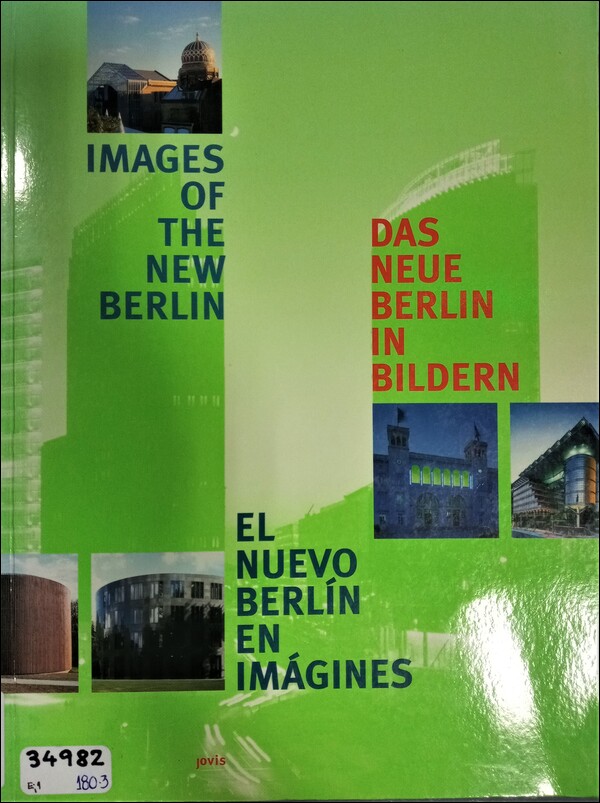 IMAGES
OF
THE
NEW
BERLIN
DAS
NEUE
BERLIN
IN
BILDERN
EL
NUEVO
BERLÍN
EN
IMÁGINES
jovis
34982
E;1 180-3